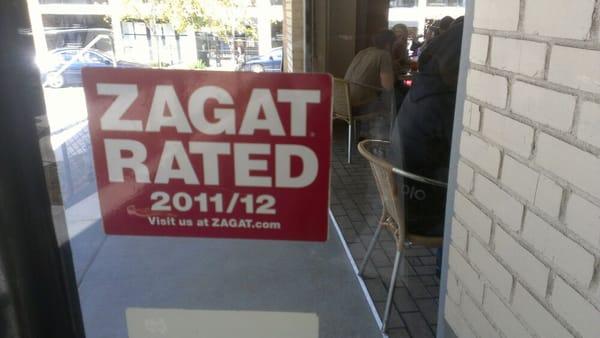 ZAGAT
RATED
2011/12
Visit us at ZAGAT.com